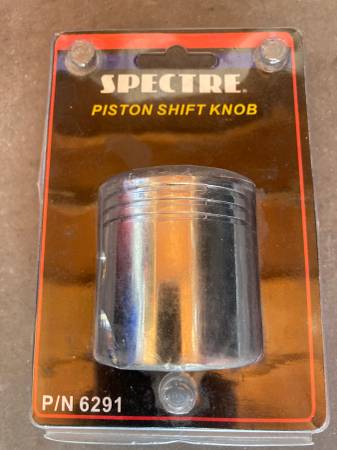 SPECTRE®
PISTON SHIFT KNOB
P/N 6291